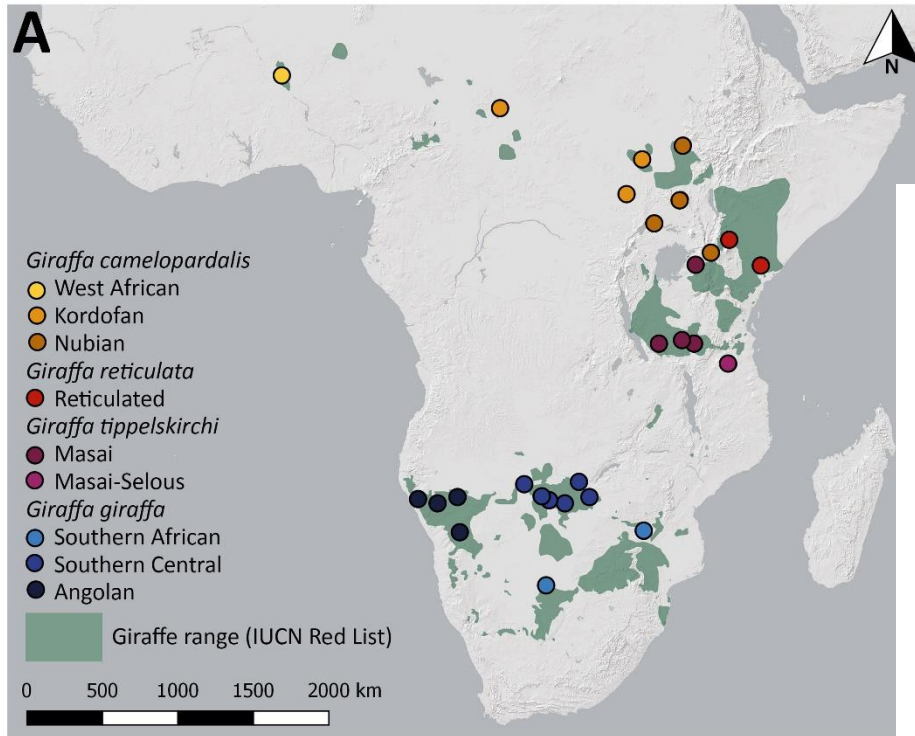 A
N
Giraffa camelopardalis
West African
Kordofan
Nubian
Giraffa reticulata
Reticulated
Giraffa tippelskirchi
Masai
Masai-Selous
Giraffa giraffa
Southern African
Southern Central
Angolan
Giraffe range (IUCN Red List)
0 500 1000 1500 2000 km